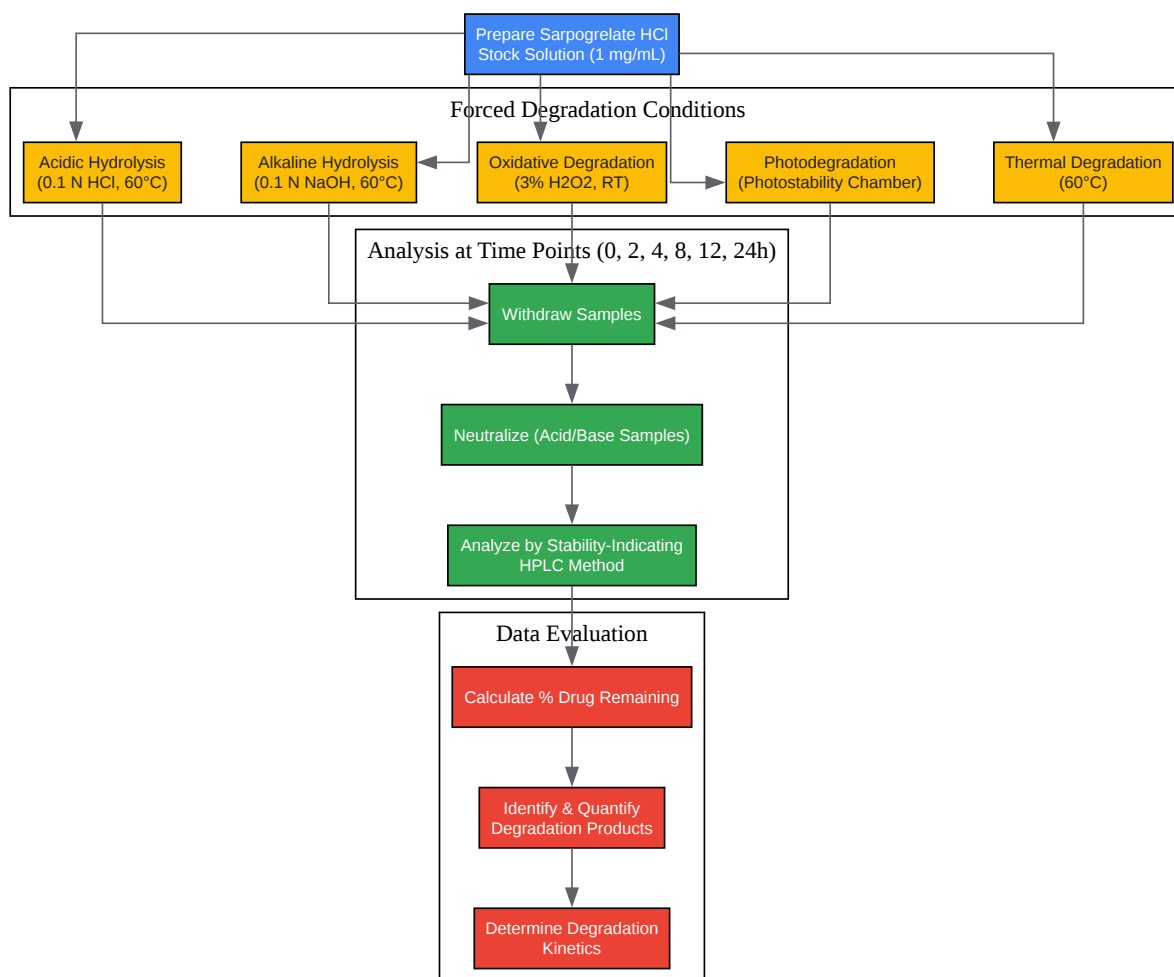 Prepare Sarpogrelate HCl
Stock Solution (1 mg/mL)
Forced Degradation Conditions
Acidic Hydrolysis
(0.1 N HCl, 60°C)
Alkaline Hydrolysis
(0.1 N NaOH, 60°C)
Oxidative Degradation
(3% H2O2, RT)
Photodegradation
(Photostability Chamber)
Thermal Degradation
(60°C)
Analysis at Time Points (0, 2, 4, 8, 12, 24h)
Withdraw Samples
Neutralize (Acid/Base Samples)
Analyze by Stability-Indicating
HPLC Method
Data Evaluation
Calculate % Drug Remaining
Identify & Quantify
Degradation Products
Determine Degradation
Kinetics